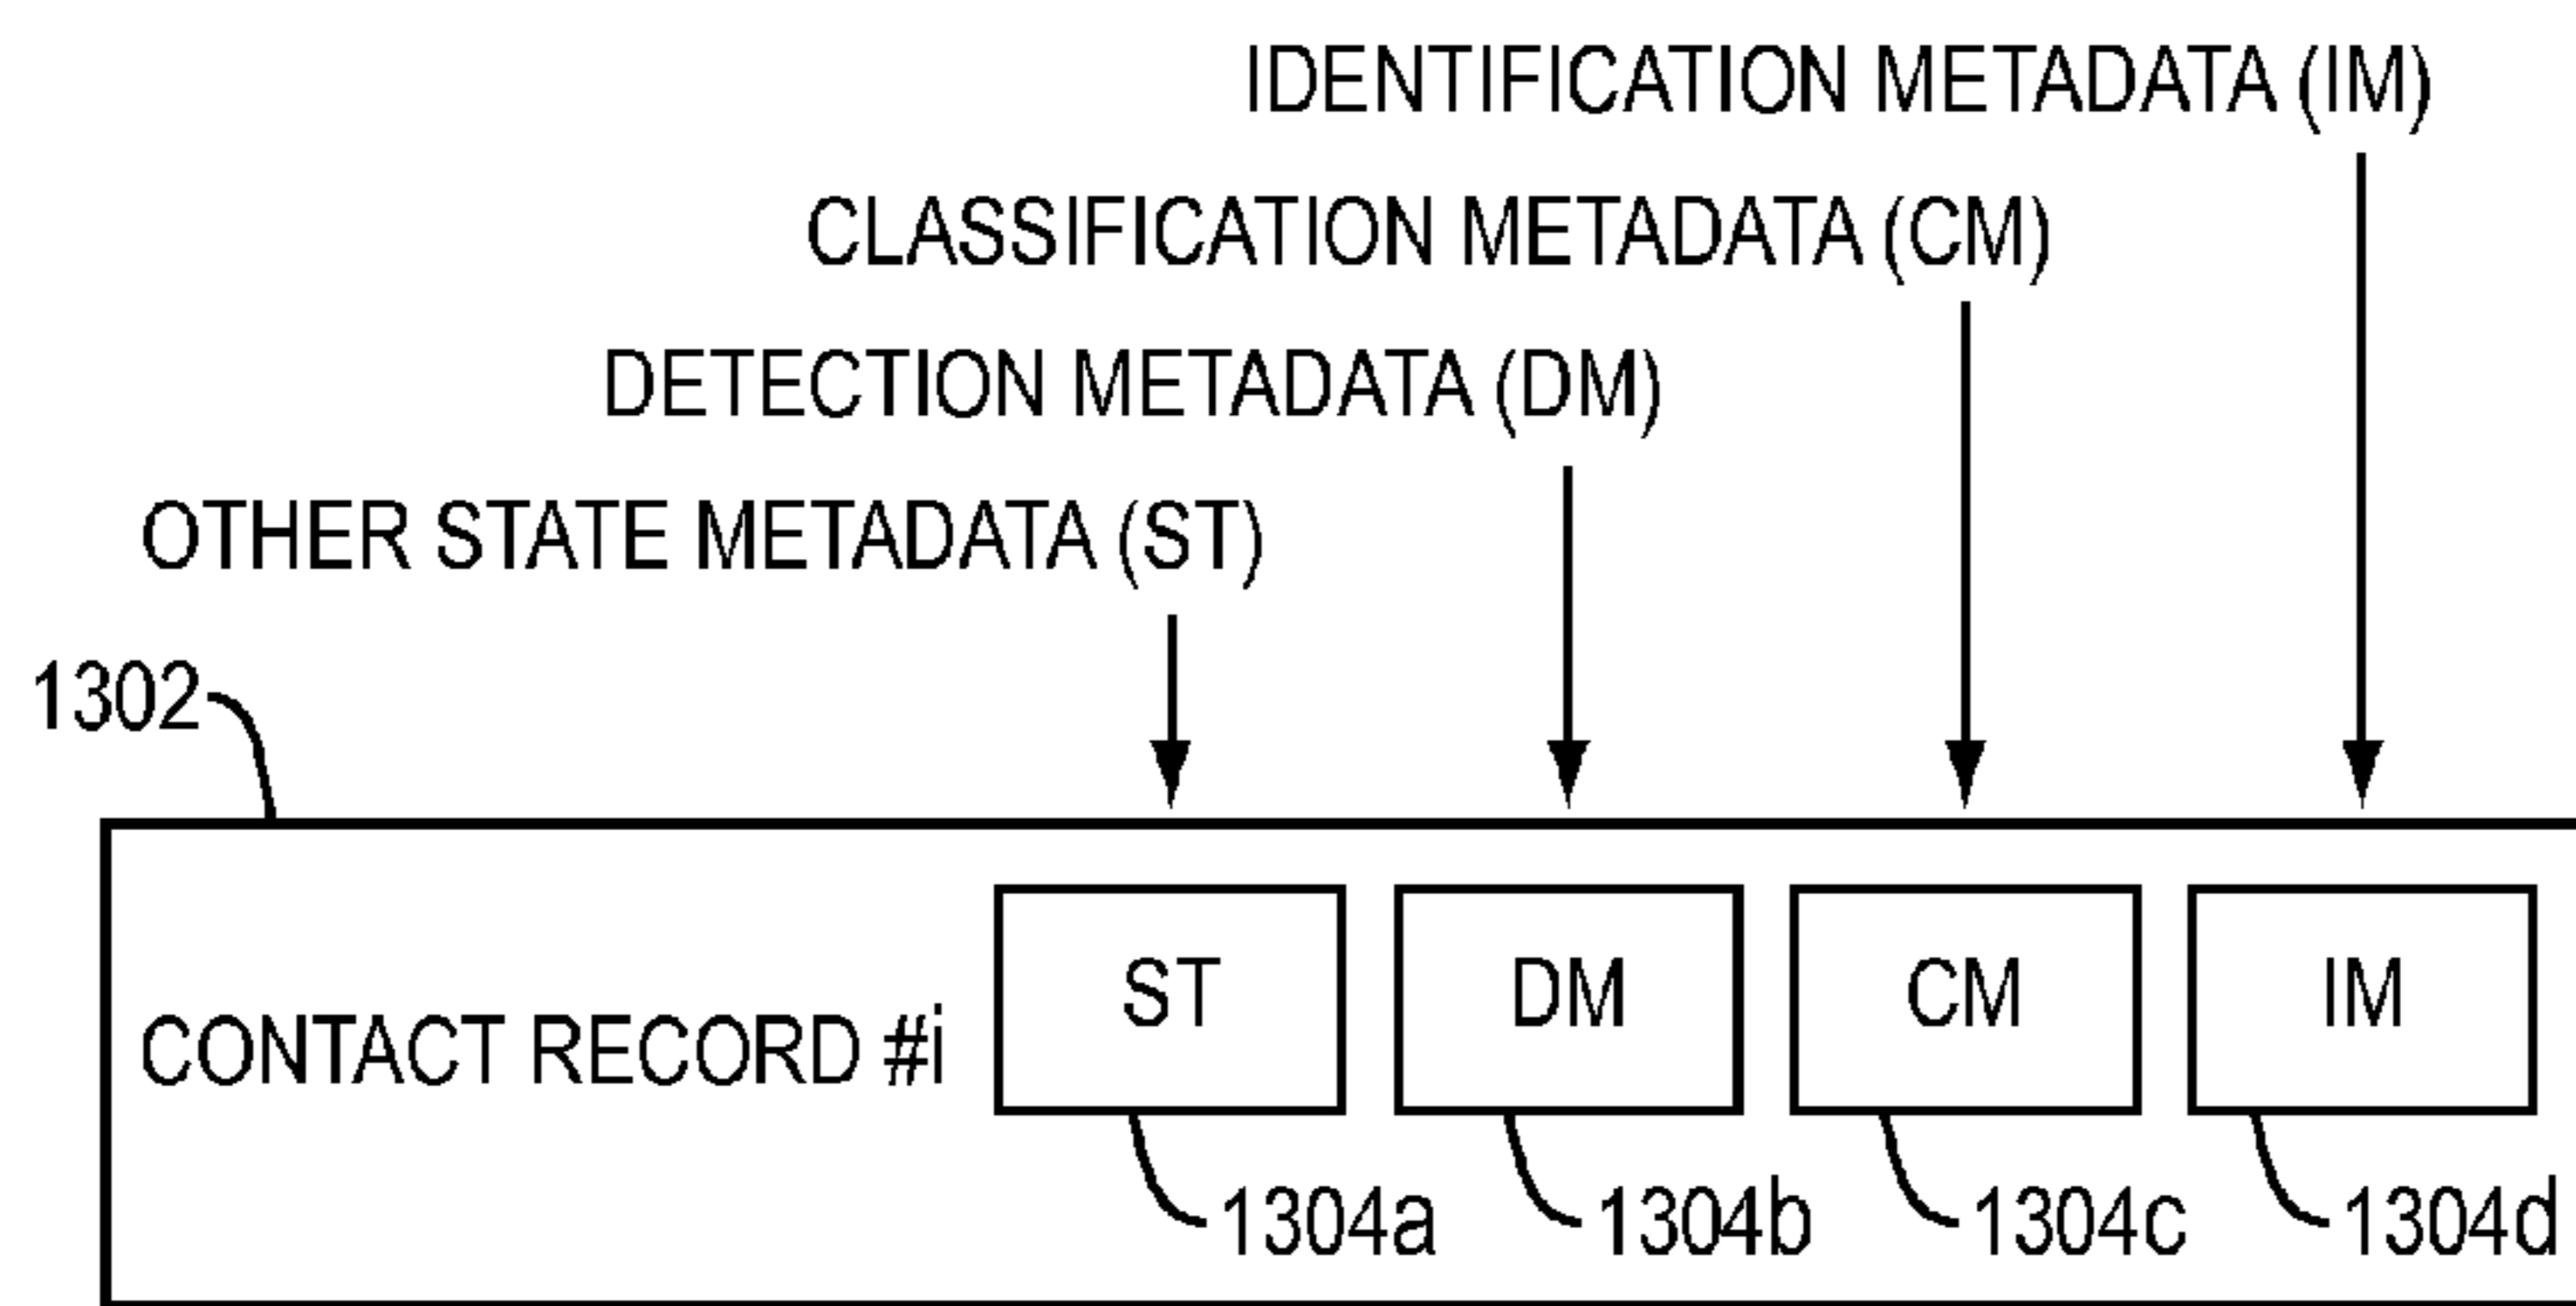 IDENTIFICATION METADATA (IM)
CLASSIFICATION METADATA (CM)
DETECTION METADATA (DM)
OTHER STATE METADATA (ST)
1302
ST DM CM IM
CONTACT RECORD #i
1304a 1304b 1304c 1304d